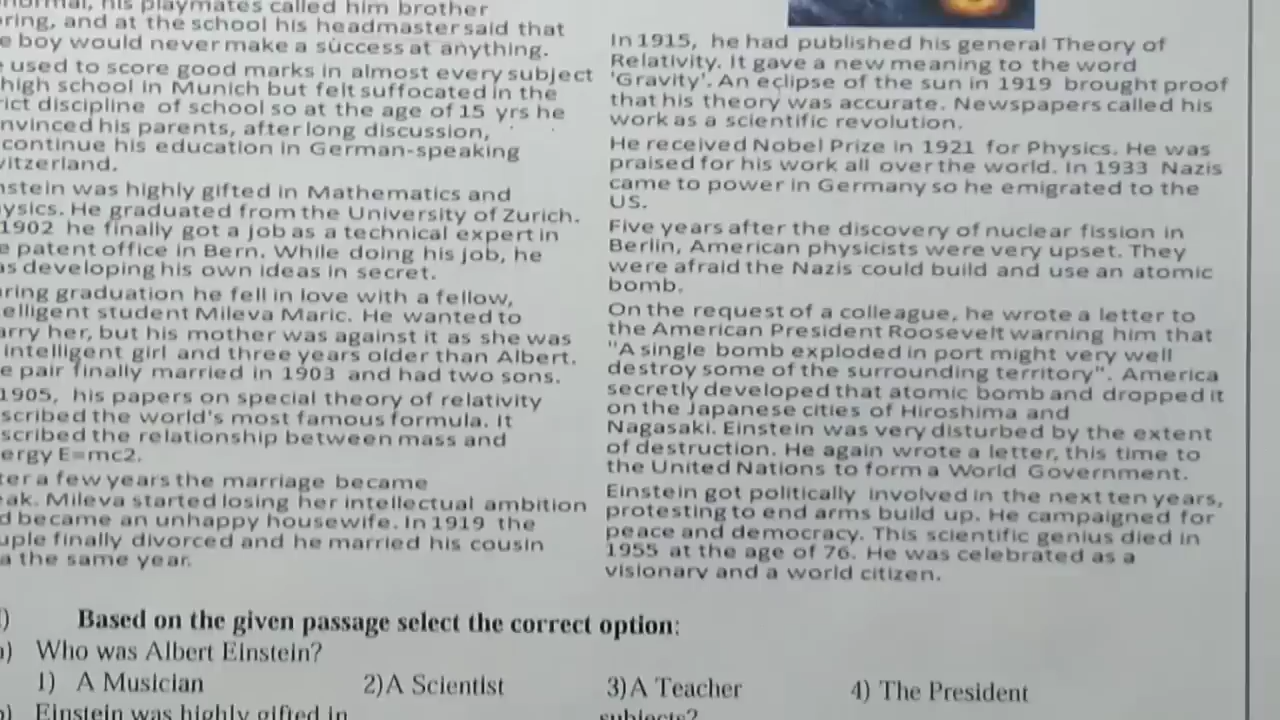 his playmates called him brother
and at the school his headmaster said that
boy would never make a success at anything.
used to score good marks in almost every subject
high school in Munich but felt suffocated in the
discipline of school so at the age of 15 yrs he
his parents, after long discussion,
continue his education in German-speaking
was highly gifted in Mathematics and
He graduated from the University of Zurich.
1902 he finally got a job as a technical expert in
patent office in Bern. While doing his job, he
developing his own ideas in secret.
graduation he fell in love with a fellow,
student Mileva Maric. He wanted to
her, but his mother was against it as she was
intelligent girl and three years older than Albert.
pair finally married in 1903 and had two sons.
1905, his papers on special theory of relativity
the world's most famous formula. It
the relationship between mass and
E=mc2.
a few years the marriage became
Mileva started losing her intellectual ambition
became an unhappy housewife. In 1919 the
finally divorced and he married his cousin
the same year.
In 1915, he had published his general Theory of
Relativity. It gave a new meaning to the word
'Gravity'. An eclipse of the sun in 1919 brought proof
that his theory was accurate. Newspapers called his
work as a scientific revolution.
He received Nobel Prize in 1921 for Physics. He was
praised for his work all over the world. In 1933 Nazis
came to power in Germany so he emigrated to the
US.
Five years after the discovery of nuclear fission in
Berlin, American physicists were very upset. They
were afraid the Nazis could build and use an atomic
bomb.
On the request of a colleague, he wrote a letter to
the American President Roosevelt warning him that
"A single bomb exploded in port might very well
destroy some of the surrounding territory". America
secretly developed that atomic bomb and dropped it
on the Japanese cities of Hiroshima and
Nagasaki. Einstein was very disturbed by the extent
of destruction. He again wrote a letter, this time to
the United Nations to form a World Government.
Einstein got politically involved in the next ten years,
protesting to end arms build up. He campaigned for
peace and democracy. This scientific genius died in
1955 at the age of 76. He was celebrated as a
visionary and a world citizen.
Based on the given passage select the correct option:
Who was Albert Einstein?
1) A Musician 2)A Scientist 3)A Teacher 4) The President
Einstein was highly gifted in subjects?